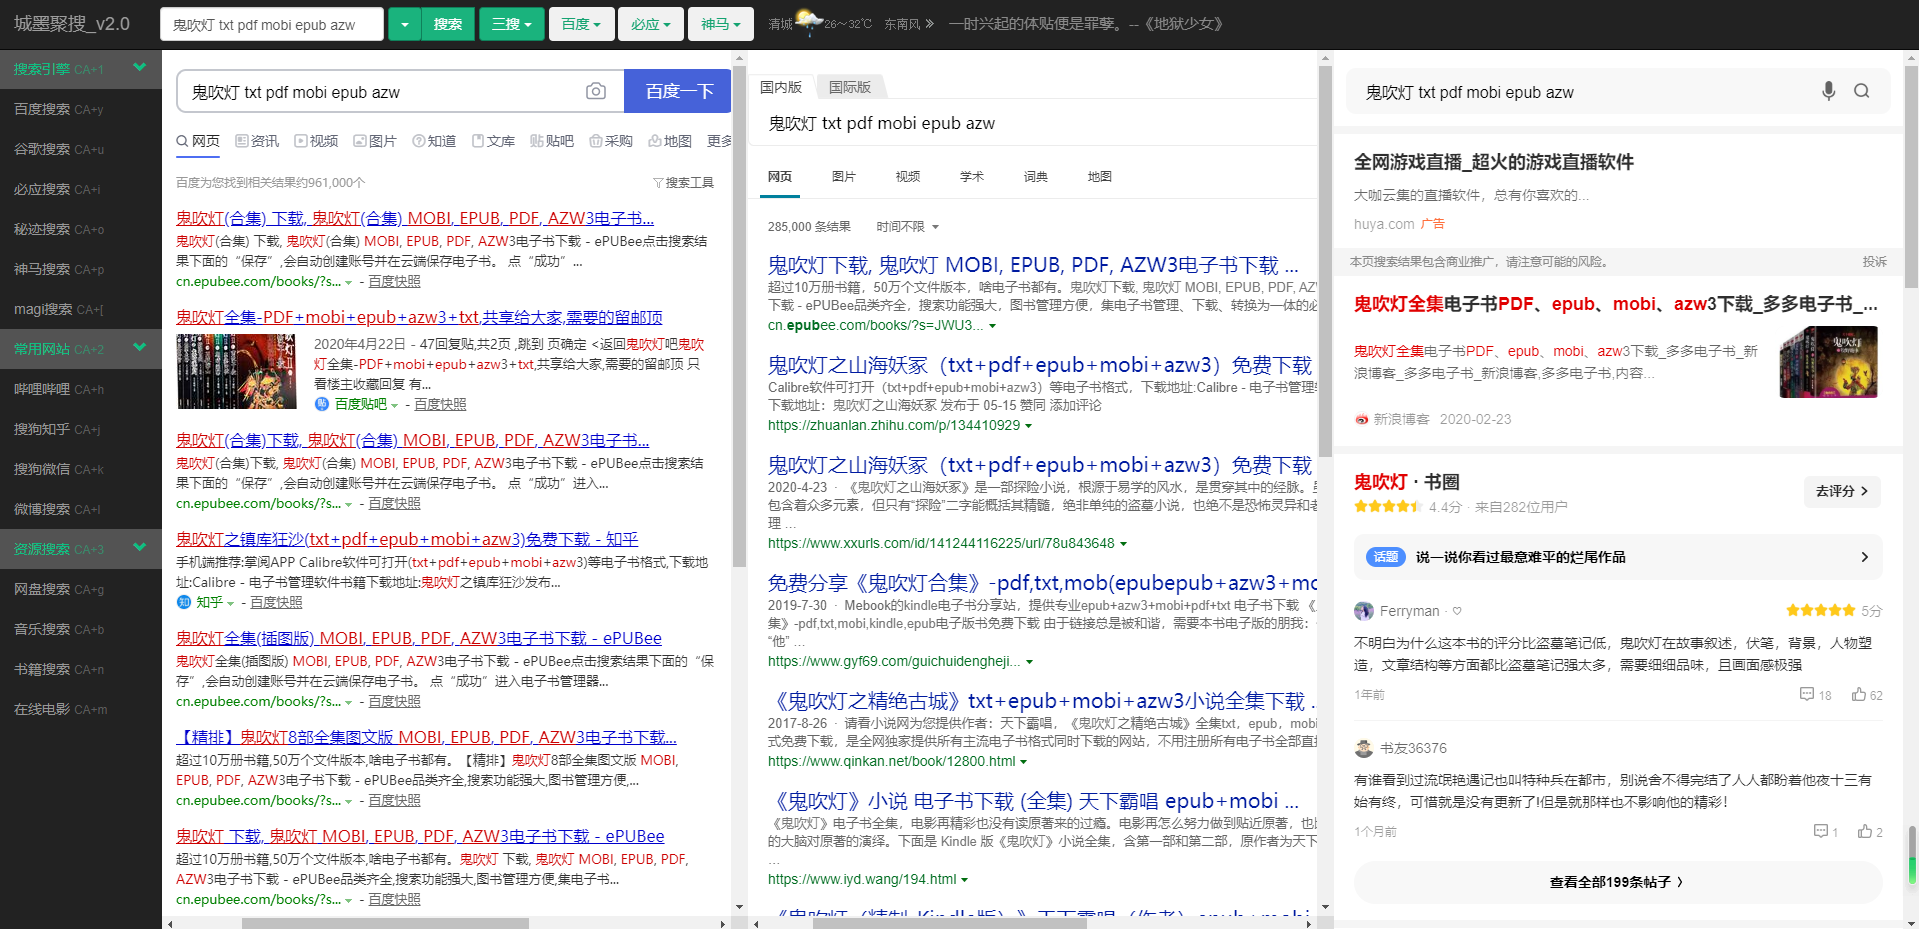 城墨聚搜_v2.0
鬼吹灯 txt pdf mobi epub azw
搜索
三搜
百度
必应
神马
清城 26～32℃ 东南风
一时兴起的体贴便是罪孽。--《地狱少女》
搜索引擎 CA+1
百度搜索 CA+y
谷歌搜索 CA+u
必应搜索 CA+i
秘迹搜索 CA+o
神马搜索 CA+p
magi搜索 CA+[
常用网站 CA+2
哔哩哔哩 CA+h
搜狗知乎 CA+j
搜狗微信 CA+k
微博搜索 CA+l
资源搜索 CA+3
网盘搜索 CA+g
音乐搜索 CA+b
书籍搜索 CA+n
在线电影 CA+m
鬼吹灯 txt pdf mobi epub azw
百度一下
网页 资讯 视频 图片 知道 文库 贴吧 采购 地图 更多
百度为您找到相关结果约961,000个
搜索工具
鬼吹灯(合集) 下载, 鬼吹灯(合集) MOBI, EPUB, PDF, AZW3电子书...
鬼吹灯(合集) 下载, 鬼吹灯(合集) MOBI, EPUB, PDF, AZW3电子书下载 - ePUBee点击搜索结
果下面的“保存”,会自动创建账号并在云端保存电子书。 点“成功”...
cn.epubee.com/books/?s... - 百度快照
鬼吹灯全集-PDF+mobi+epub+azw3+txt,共享给大家,需要的留邮顶
2020年4月22日 - 47回复贴,共2页 ,跳到 页确定 <返回鬼吹灯吧鬼吹
灯全集-PDF+mobi+epub+azw3+txt,共享给大家,需要的留邮顶 只
看楼主收藏回复 有...
百度贴吧 - 百度快照
鬼吹灯(合集)下载, 鬼吹灯(合集) MOBI, EPUB, PDF, AZW3电子书...
鬼吹灯(合集)下载, 鬼吹灯(合集) MOBI, EPUB, PDF, AZW3电子书下载 - ePUBee点击搜索结
果下面的“保存”,会自动创建账号并在云端保存电子书。 点“成功”进入...
cn.epubee.com/books/?s... - 百度快照
鬼吹灯之镇库狂沙(txt+pdf+epub+mobi+azw3)免费下载 - 知乎
手机端推荐:掌阅APP Calibre软件可打开(txt+pdf+epub+mobi+azw3)等电子书格式,下载地
址:Calibre - 电子书管理软件书籍下载地址:鬼吹灯之镇库狂沙发布...
知 知乎 - 百度快照
鬼吹灯全集(插图版) MOBI, EPUB, PDF, AZW3电子书下载 - ePUBee
鬼吹灯全集(插图版) MOBI, EPUB, PDF, AZW3电子书下载 - ePUBee点击搜索结果下面的“保
存”,会自动创建账号并在云端保存电子书。 点“成功”进入电子书管理器...
cn.epubee.com/books/?s... - 百度快照
【精排】鬼吹灯8部全集图文版 MOBI, EPUB, PDF, AZW3电子书下载...
超过10万册书籍,50万个文件版本,啥电子书都有。【精排】鬼吹灯8部全集图文版 MOBI,
EPUB, PDF, AZW3电子书下载 - ePUBee品类齐全,搜索功能强大,图书管理方便,...
cn.epubee.com/books/?s... - 百度快照
鬼吹灯 下载, 鬼吹灯 MOBI, EPUB, PDF, AZW3电子书下载 - ePUBee
超过10万册书籍,50万个文件版本,啥电子书都有。鬼吹灯 下载, 鬼吹灯 MOBI, EPUB, PDF,
AZW3电子书下载 - ePUBee品类齐全,搜索功能强大,图书管理方便,集电子书...
cn.epubee.com/books/?s... - 百度快照
国内版 国际版
鬼吹灯 txt pdf mobi epub azw
网页 图片 视频 学术 词典 地图
285,000 条结果 时间不限
鬼吹灯下载, 鬼吹灯 MOBI, EPUB, PDF, AZW3电子书下载 ...
超过10万册书籍，50万个文件版本，啥电子书都有。鬼吹灯下载, 鬼吹灯 MOBI, EPUB, PDF, AZ
下载 - ePUBee品类齐全，搜索功能强大，图书管理方便，集电子书管理、下载、转换为一体的必
cn.epubee.com/books/?s=JWU3...
鬼吹灯之山海妖冢（txt+pdf+epub+mobi+azw3）免费下载
Calibre软件可打开（txt+pdf+epub+mobi+azw3）等电子书格式，下载地址:Calibre - 电子书管理
下载地址：鬼吹灯之山海妖冢 发布于 05-15 赞同 添加评论
https://zhuanlan.zhihu.com/p/134410929
鬼吹灯之山海妖冢（txt+pdf+epub+mobi+azw3）免费下载
2020-4-23 · 《鬼吹灯之山海妖冢》是一部探险小说，根源于易学的风水，是贯穿其中的经脉。
包含着众多元素，但只有“探险”二字能概括其精髓，绝非单纯的盗墓小说，也绝不是恐怖灵异和
理 ...
https://www.xxurls.com/id/141244116225/url/78u843648
免费分享《鬼吹灯合集》-pdf,txt,mob(epubepub+azw3+mo
2019-7-30 · Mebook的kindle电子书分享站，提供专业epub+azw3+mobi+pdf+txt 电子书下载 《
集》-pdf,txt,mobi,kindle,epub电子版书免费下载 由于链接总是被和谐，需要本书电子版的朋我：
“他” ...
https://www.gyf69.com/guichuidengheji...
《鬼吹灯之精绝古城》txt+epub+mobi+azw3小说全集下载 ..
2017-8-26 · 请看小说网为您提供作者：天下霸唱，《鬼吹灯之精绝古城》全集txt，epub，mobi
式免费下载，是全网独家提供所有主流电子书格式同时下载的网站，不用注册所有电子书全部直接
https://www.qinkan.net/book/12800.html
《鬼吹灯》小说 电子书下载 (全集) 天下霸唱 epub+mobi ...
《鬼吹灯》电子书全集，电影再精彩也没有读原著来的过瘾。电影再怎么努力做到贴近原著，也
的大脑对原著的演绎。下面是 Kindle 版《鬼吹灯》小说全集，含第一部和第二部，原作者为天下
...
https://www.iyd.wang/194.html
《鬼吹灯（精制 Kindle版）》天下霸唱（作者）epub+mobi
鬼吹灯 txt pdf mobi epub azw
全网游戏直播_超火的游戏直播软件
大咖云集的直播软件，总有你喜欢的...
huya.com 广告
本页搜索结果包含商业推广，请注意可能的风险。 投诉
鬼吹灯全集电子书PDF、epub、mobi、azw3下载_多多电子书_...
鬼吹灯全集电子书PDF、epub、mobi、azw3下载_多多电子书_新
浪博客_多多电子书_新浪博客,多多电子书,内容...
新浪博客 2020-02-23
鬼吹灯 · 书圈
4.4分 · 来自282位用户
去评分
话题 说一说你看过最意难平的烂尾作品
Ferryman · ♡
5分
不明白为什么这本书的评分比盗墓笔记低，鬼吹灯在故事叙述，伏笔，背景，人物塑
造，文章结构等方面都比盗墓笔记强太多，需要细细品味，且画面感极强
1年前 18 62
书友36376
有谁看到过流氓艳遇记也叫特种兵在都市，别说舍不得完结了人人都盼着他夜十三有
始有终，可惜就是没有更新了!但是就那样也不影响他的精彩！
1个月前 1 2
查看全部199条帖子